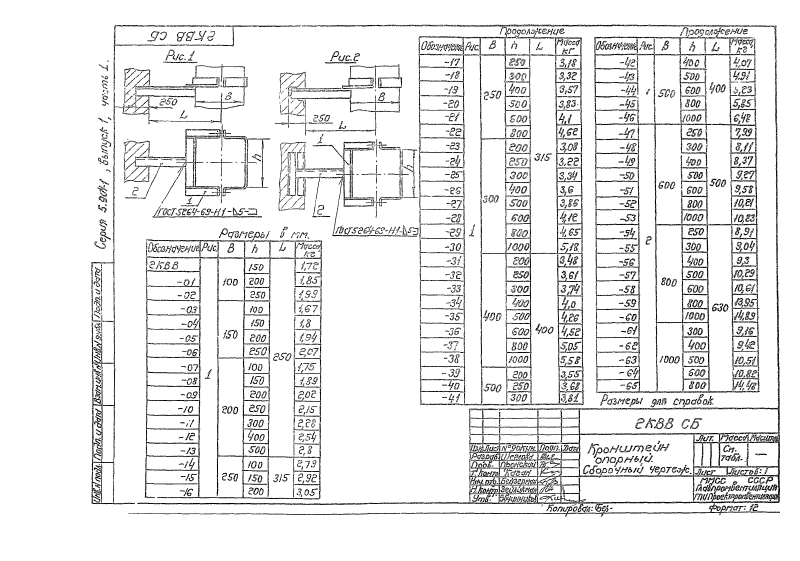 2КВВ СБ
Серия 5.904-1, выпуск 1, часть 1.
Рис.1
Рис.2
250
L
B
250
L
B
h
h
2
1
1
2
ГОСТ 5264-69-Н1-
ГОСТ 5264-69-Н1-
Размеры в мм.
Обозначение Рис. B h L Масса кг
2КВВ 1 100 150 250 1,72
-01 200 1,85
-02 250 1,99
-03 150 100 1,67
-04 150 1,8
-05 200 1,94
-06 250 2,07
-07 200 100 1,75
-08 150 1,89
-09 200 2,02
-10 250 2,15
-11 300 2,28
-12 400 2,54
-13 500 2,8
-14 250 100 315 2,79
-15 150 2,92
-16 200 3,05
Продолжение
Обозначение Рис. B h L Масса кг
-17 1 250 250 315 3,18
-18 300 3,32
-19 400 3,57
-20 500 3,83
-21 600 4,1
-22 800 4,62
-23 300 200 3,08
-24 250 3,22
-25 300 3,34
-26 400 3,6
-27 500 3,86
-28 600 4,12
-29 800 4,65
-30 1000 5,18
-31 400 200 400 3,48
-32 250 3,61
-33 300 3,74
-34 400 4,0
-35 500 4,26
-36 600 4,52
-37 800 5,05
-38 1000 5,58
-39 500 200 3,55
-40 250 3,68
-41 300 3,81
Продолжение
Обозначение Рис. B h L Масса кг
-42 1 500 400 400 4,07
-43 500 4,91
-44 600 5,23
-45 800 5,85
-46 1000 6,48
-47 2 600 250 500 7,99
-48 300 8,11
-49 400 8,37
-50 500 9,27
-51 600 9,58
-52 800 10,21
-53 1000 10,83
-54 800 250 630 8,91
-55 300 9,04
-56 400 9,3
-57 500 10,29
-58 600 10,61
-59 800 13,95
-60 1000 14,89
-61 1000 300 9,16
-62 400 9,42
-63 500 10,51
-64 600 10,82
-65 800 14,48
Размеры для справок
2КВВ СБ
Кронштейн
опорный.
Сборочный чертеж.
Лит. Масса Масштаб
См. табл. —
Лист Листов: 1
ММСС СССР
Главпромвентиляция
ГПИ Проектпромвентиляция
Изм. Лист № докум. Подп. Дата
Разраб.
Пров. Пронский
Т. контр. Каган
Нач. отр.
Н. контр.
Утв.
Копировал:
Формат: 12
Инв. № подл. Подп. и дата Взам. инв. № Инв. № дубл. Подп. и дата